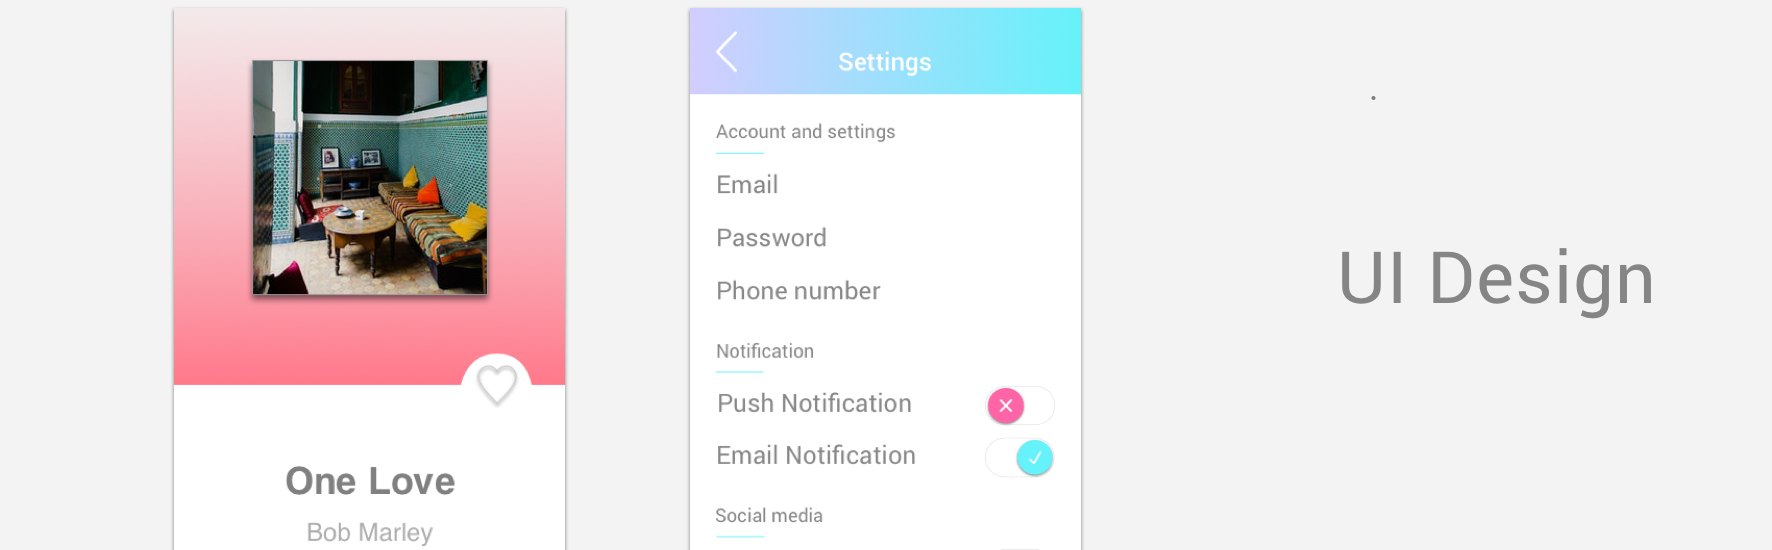 One Love
Bob Marley
Settings
Account and settings
Email
Password
Phone number
Notification
Push Notification
Email Notification
Social media
UI Design